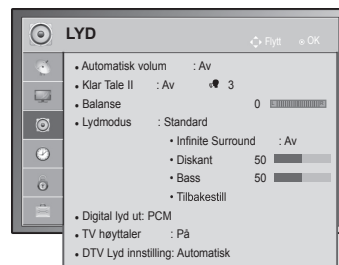 LYD
Flytt OK
• Automatisk volum : Av
• Klar Tale II : Av 3
• Balanse 0
• Lydmodus : Standard
• Infinite Surround : Av
• Diskant 50
• Bass 50
• Tilbakestill
• Digital lyd ut: PCM
• TV høyttaler : På
• DTV Lyd innstilling: Automatisk